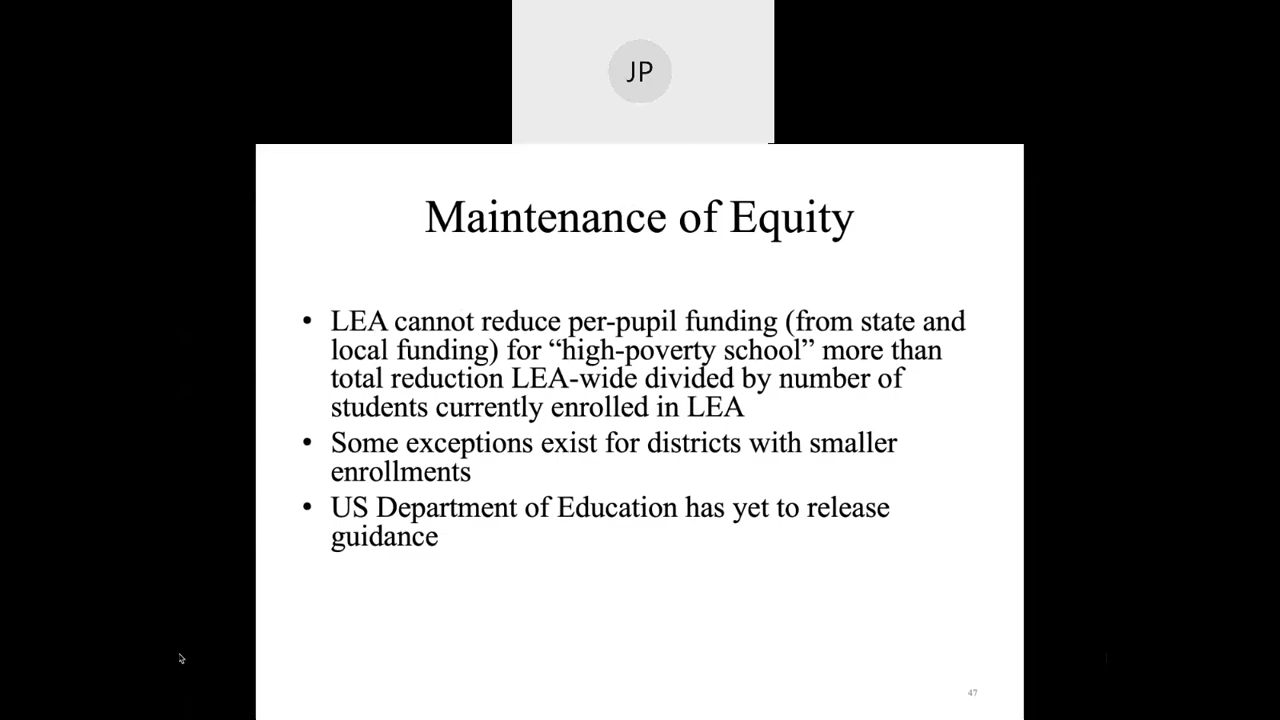 JP
Maintenance of Equity
• LEA cannot reduce per-pupil funding (from state and
local funding) for “high-poverty school” more than
total reduction LEA-wide divided by number of
students currently enrolled in LEA
• Some exceptions exist for districts with smaller
enrollments
• US Department of Education has yet to release
guidance
47